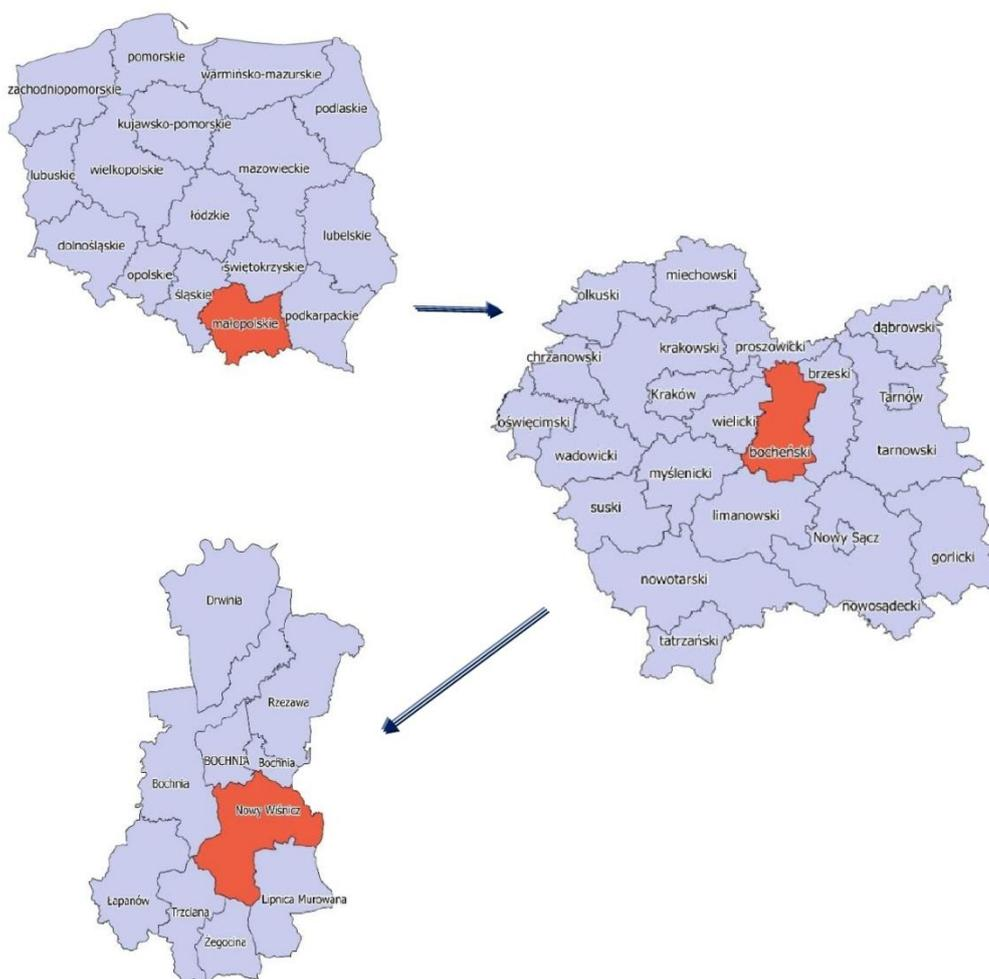 pomorskie
warmińsko-mazurskie
zachodniopomorskie
podlaskie
kujawsko-pomorskie
lubuskie
wielkopolskie
mazowieckie
łódzkie
lubelskie
dolnośląskie
opolskie
świętokrzyskie
śląskie
małopolskie
podkarpackie
miechowski
olkuski
dąbrowski
proszowicki
krakowski
chrzanowski
brzeski
Kraków
Tarnów
oświęcimski
wielicki
wadowicki
bocheński
tarnowski
myślenicki
suski
limanowski
Nowy Sącz
gorlicki
nowotarski
nowosądecki
tatrzański
Drwinia
Rzezawa
BOCHNIA
Bochnia
Bochnia
Nowy Wiśnicz
Łapanów
Lipnica Murowana
Trzciana
Żegocina